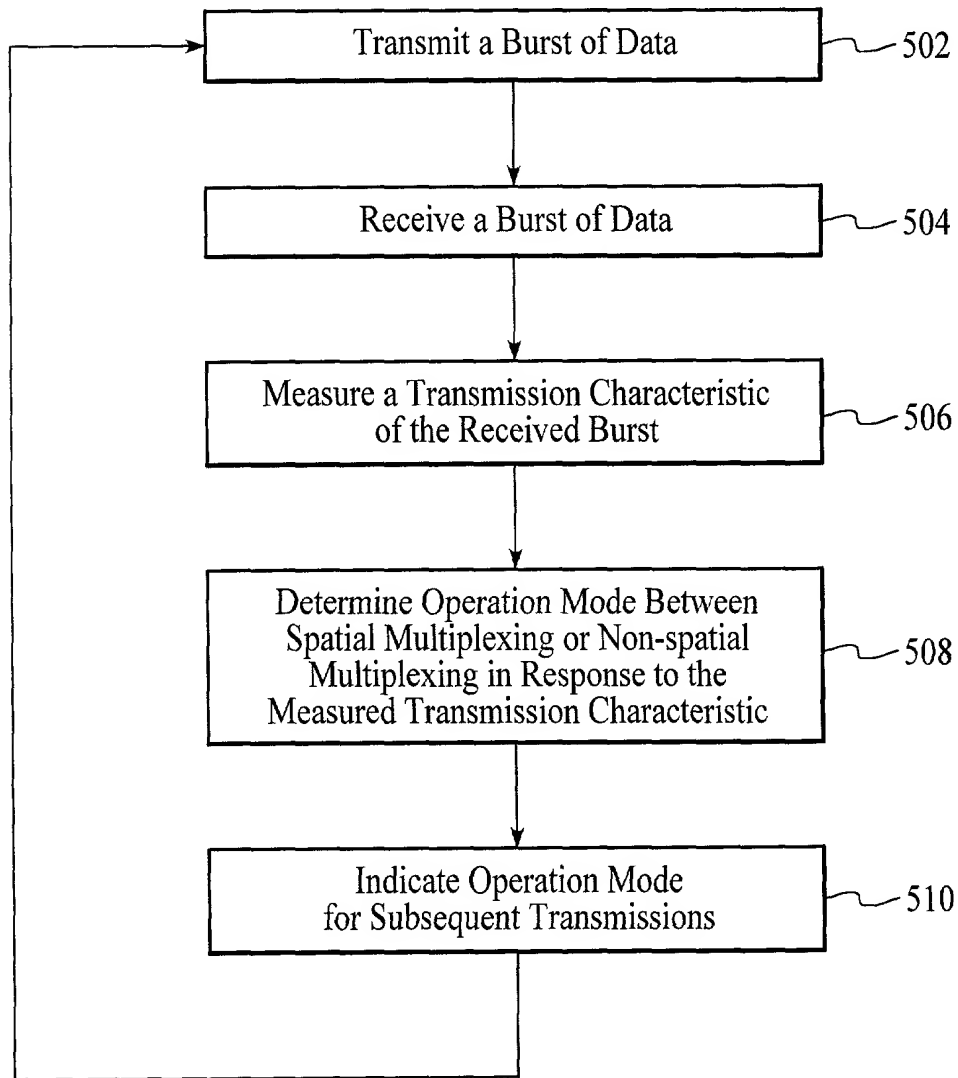 Transmit a Burst of Data
502
Receive a Burst of Data
504
Measure a Transmission Characteristic
of the Received Burst
506
Determine Operation Mode Between
Spatial Multiplexing or Non-spatial
Multiplexing in Response to the
Measured Transmission Characteristic
508
Indicate Operation Mode
for Subsequent Transmissions
510